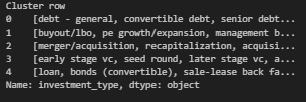 Cluster row
0 [debt - general, convertible debt, senior debt...
1 [buyout/lbo, pe growth/expansion, management b...
2 [merger/acquisition, recapitalization, acquisi...
3 [early stage vc, seed round, later stage vc, a...
4 [loan, bonds (convertible), sale-lease back fa...
Name: investment_type, dtype: object